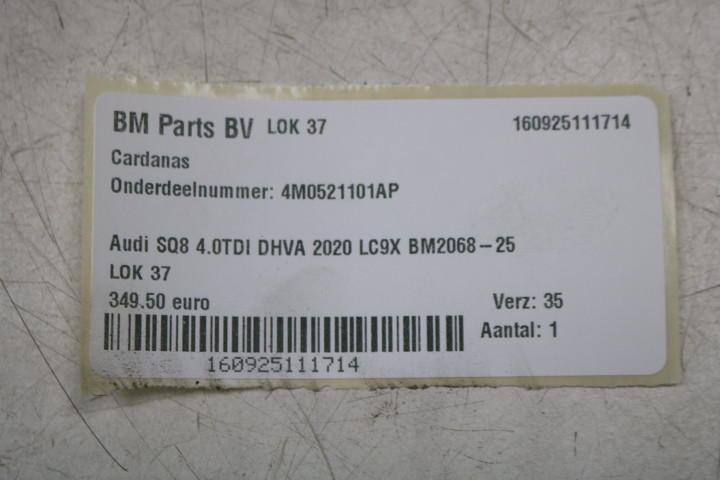 BM Parts BV LOK 37 160925111714
Cardanas
Onderdeelnummer: 4M0521101AP
Audi SQ8 4.0TDI DHVA 2020 LC9X BM2068-25
LOK 37
349.50 euro Verz: 35
Aantal: 1
160925111714